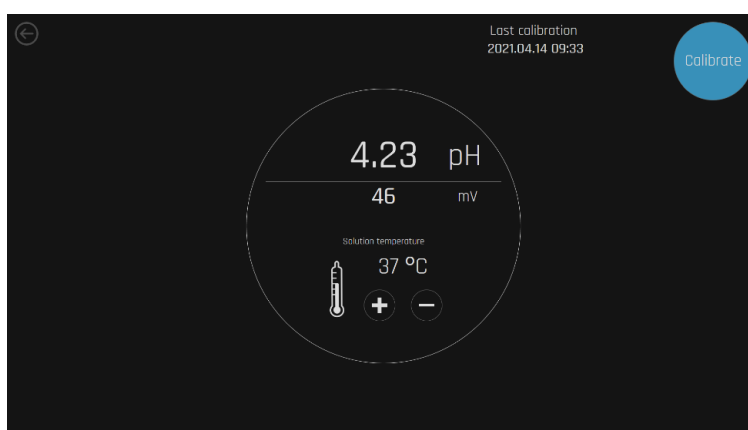 Last calibration
2021.04.14 09:33
Calibrate
4.23 pH
46 mV
Solution temperature
37 °C